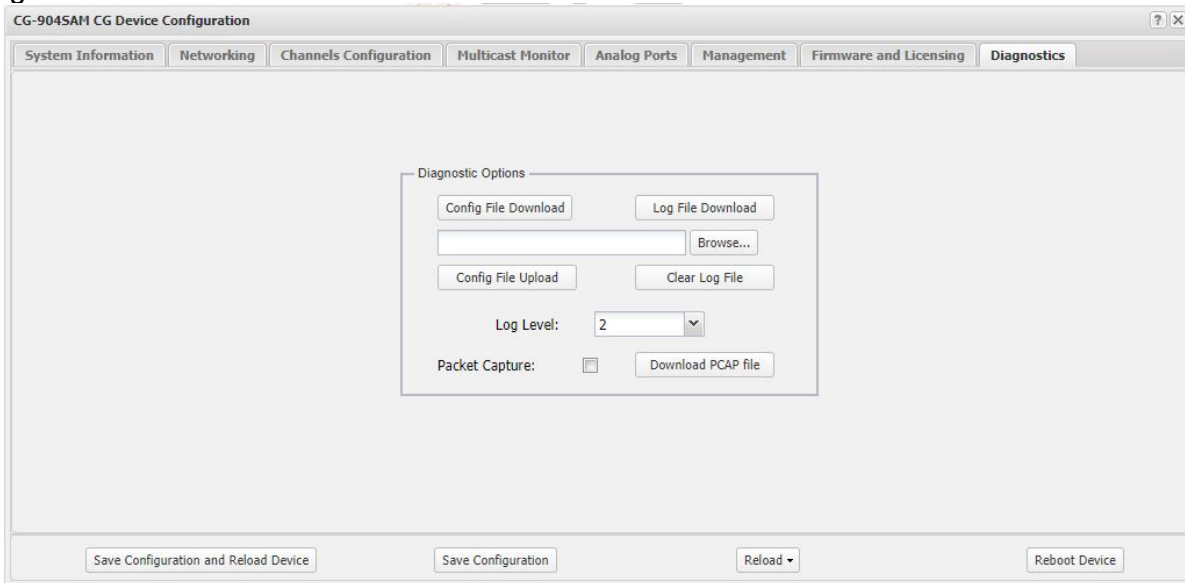 CG-904SAM CG Device Configuration
System Information Networking Channels Configuration Multicast Monitor Analog Ports Management Firmware and Licensing Diagnostics
Diagnostic Options
Config File Download Log File Download
Browse...
Config File Upload Clear Log File
Log Level: 2
Packet Capture: Download PCAP file
Save Configuration and Reload Device Save Configuration Reload Reboot Device